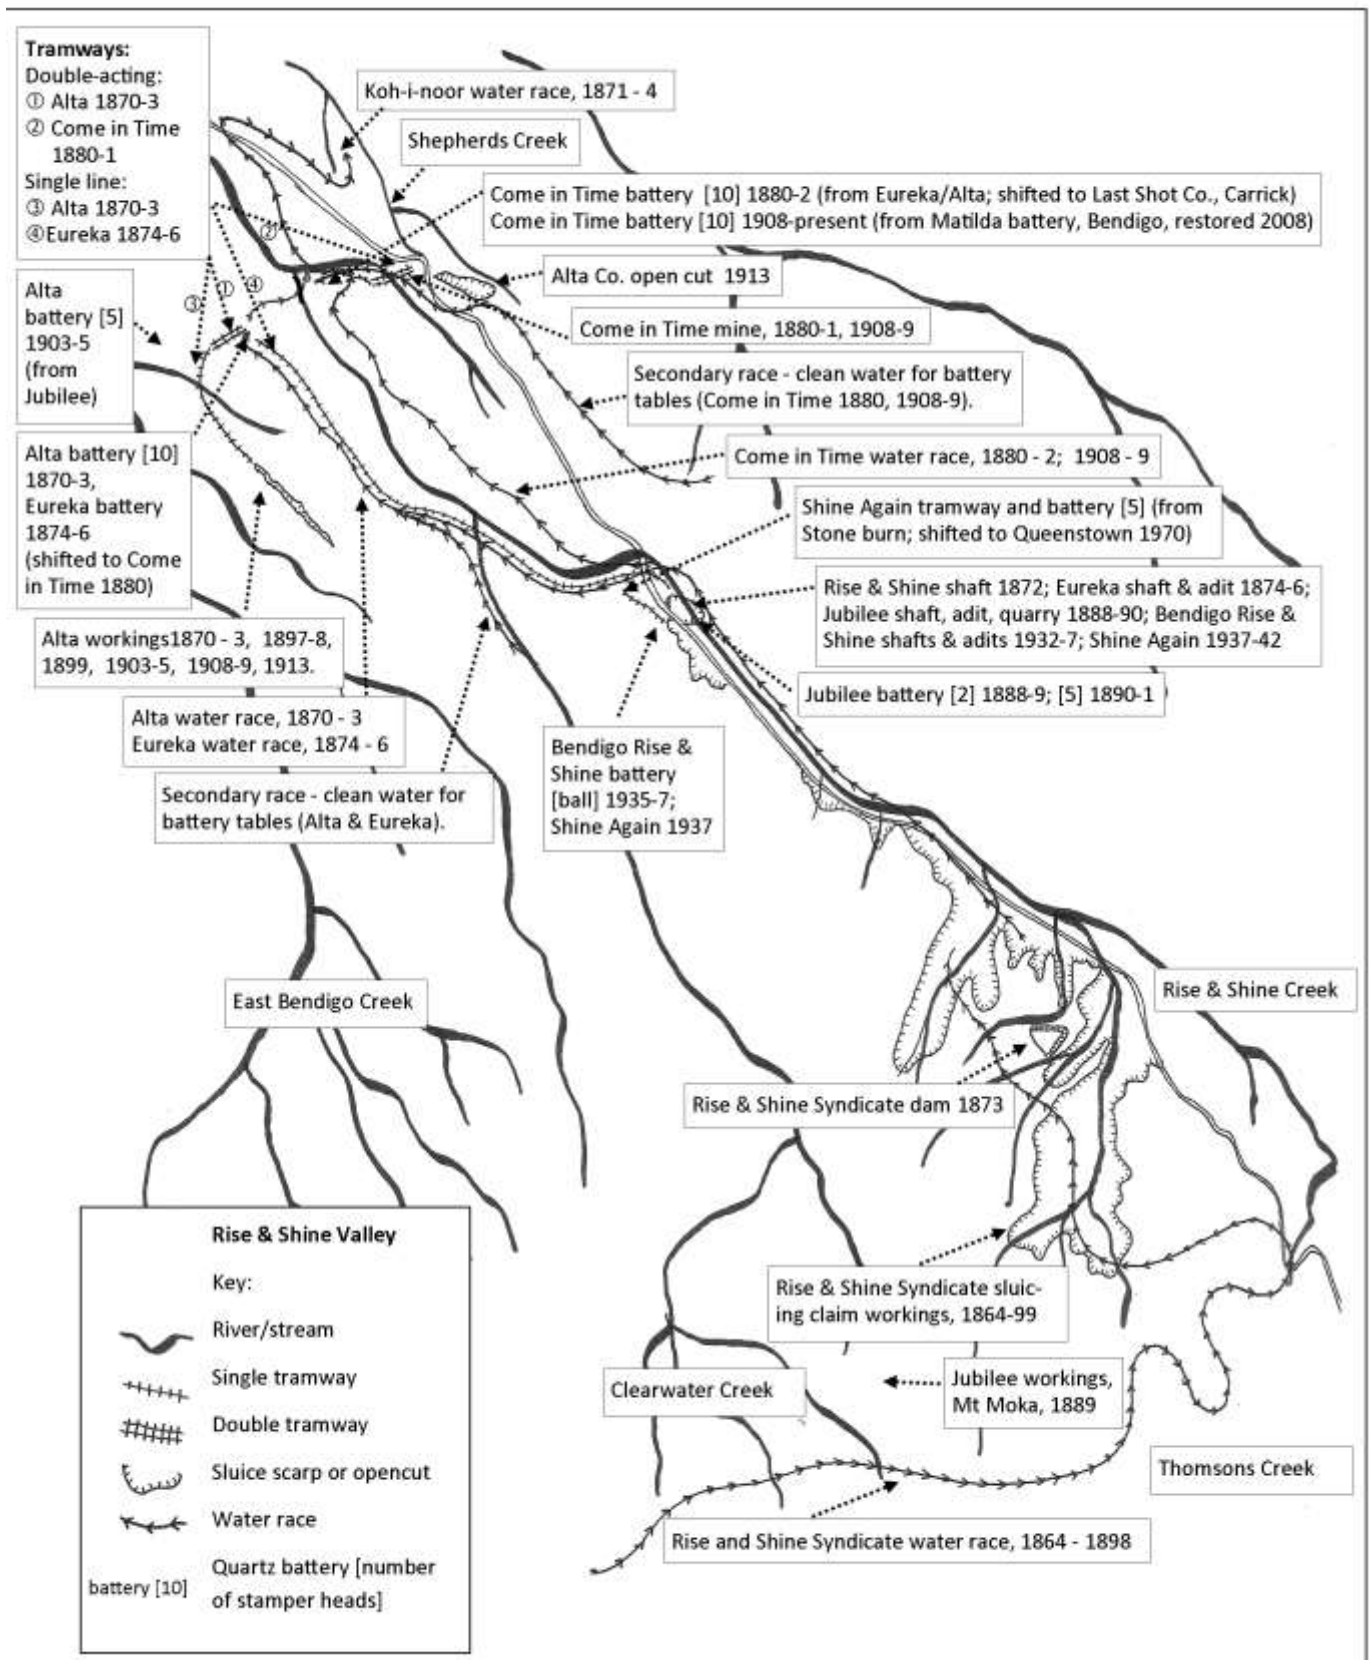 Tramways:
Double-acting:
① Alta 1870-3
② Come in Time
1880-1
Single line:
③ Alta 1870-3
④Eureka 1874-6
Koh-i-noor water race, 1871 - 4
Shepherds Creek
Come in Time battery [10] 1880-2 (from Eureka/Alta; shifted to Last Shot Co., Carrick)
Come in Time battery [10] 1908-present (from Matilda battery, Bendigo, restored 2008)
②
Alta Co. open cut 1913
Alta
battery [5]
1903-5
(from
Jubilee)
③
①
④
Come in Time mine, 1880-1, 1908-9
Secondary race - clean water for battery
tables (Come in Time 1880, 1908-9).
Alta battery [10]
1870-3,
Eureka battery
1874-6
(shifted to Come
in Time 1880)
Come in Time water race, 1880 - 2; 1908 - 9
Shine Again tramway and battery [5] (from
Stone burn; shifted to Queenstown 1970)
Rise & Shine shaft 1872; Eureka shaft & adit 1874-6;
Jubilee shaft, adit, quarry 1888-90; Bendigo Rise &
Shine shafts & adits 1932-7; Shine Again 1937-42
Alta workings1870 - 3, 1897-8,
1899, 1903-5, 1908-9, 1913.
Jubilee battery [2] 1888-9; [5] 1890-1
Alta water race, 1870 - 3
Eureka water race, 1874 - 6
Bendigo Rise &
Shine battery
[ball] 1935-7;
Shine Again 1937
Secondary race - clean water for
battery tables (Alta & Eureka).
East Bendigo Creek
Rise & Shine Creek
Rise & Shine Syndicate dam 1873
Rise & Shine Syndicate sluic-
ing claim workings, 1864-99
Clearwater Creek
Jubilee workings,
Mt Moka, 1889
Thomsons Creek
Rise and Shine Syndicate water race, 1864 - 1898
Rise & Shine Valley
Key:
River/stream
Single tramway
Double tramway
Sluice scarp or opencut
Water race
battery [10]
Quartz battery [number
of stamper heads]